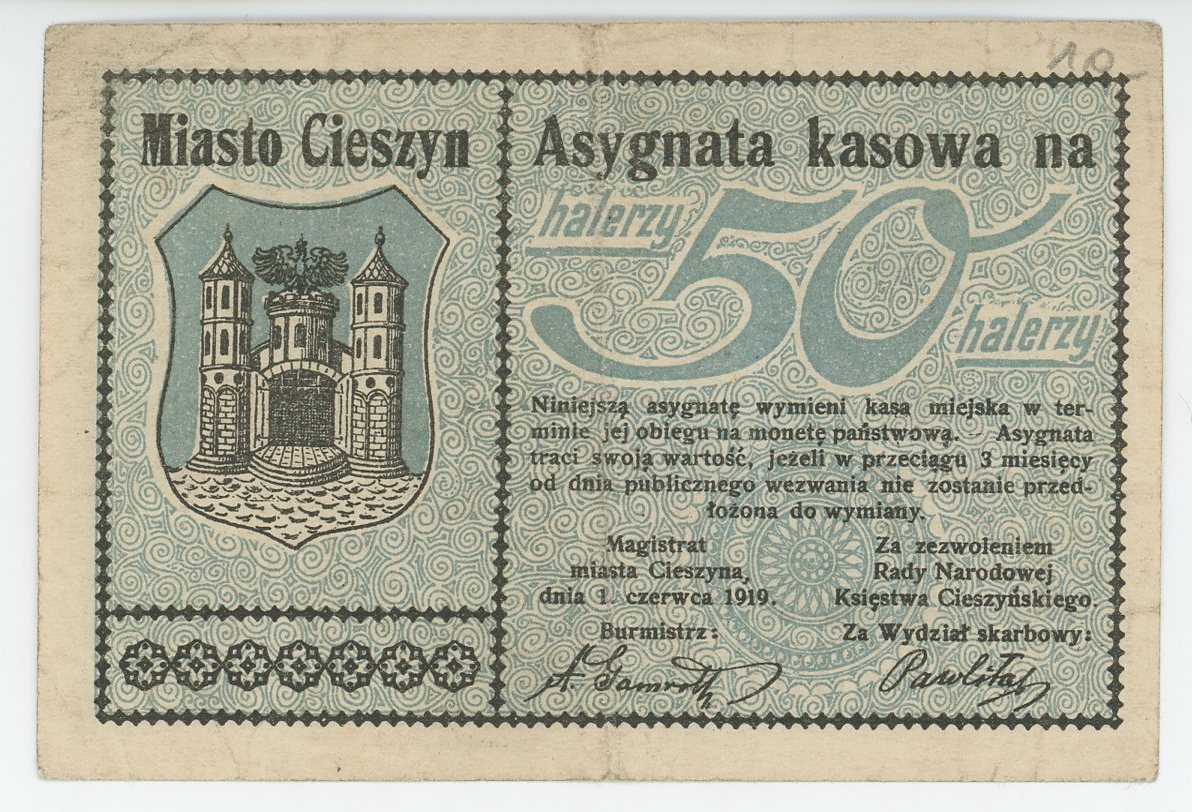 10
Miasto Cieszyn
Asygnata kasowa na
halerzy 50
halerzy
Niniejszą asygnatę wymieni kasa miejska w ter-
minie jej obiegu na monetę państwową. – Asygnata
traci swoją wartość, jeżeli w przeciągu 3 miesięcy
od dnia publicznego wezwania nie zostanie przed-
łożona do wymiany.
Magistrat
miasta Cieszyna,
dnia 1. czerwca 1919.
Burmistrz:
Za zezwoleniem
Rady Narodowej
Księstwa Cieszyńskiego.
Za Wydział skarbowy: